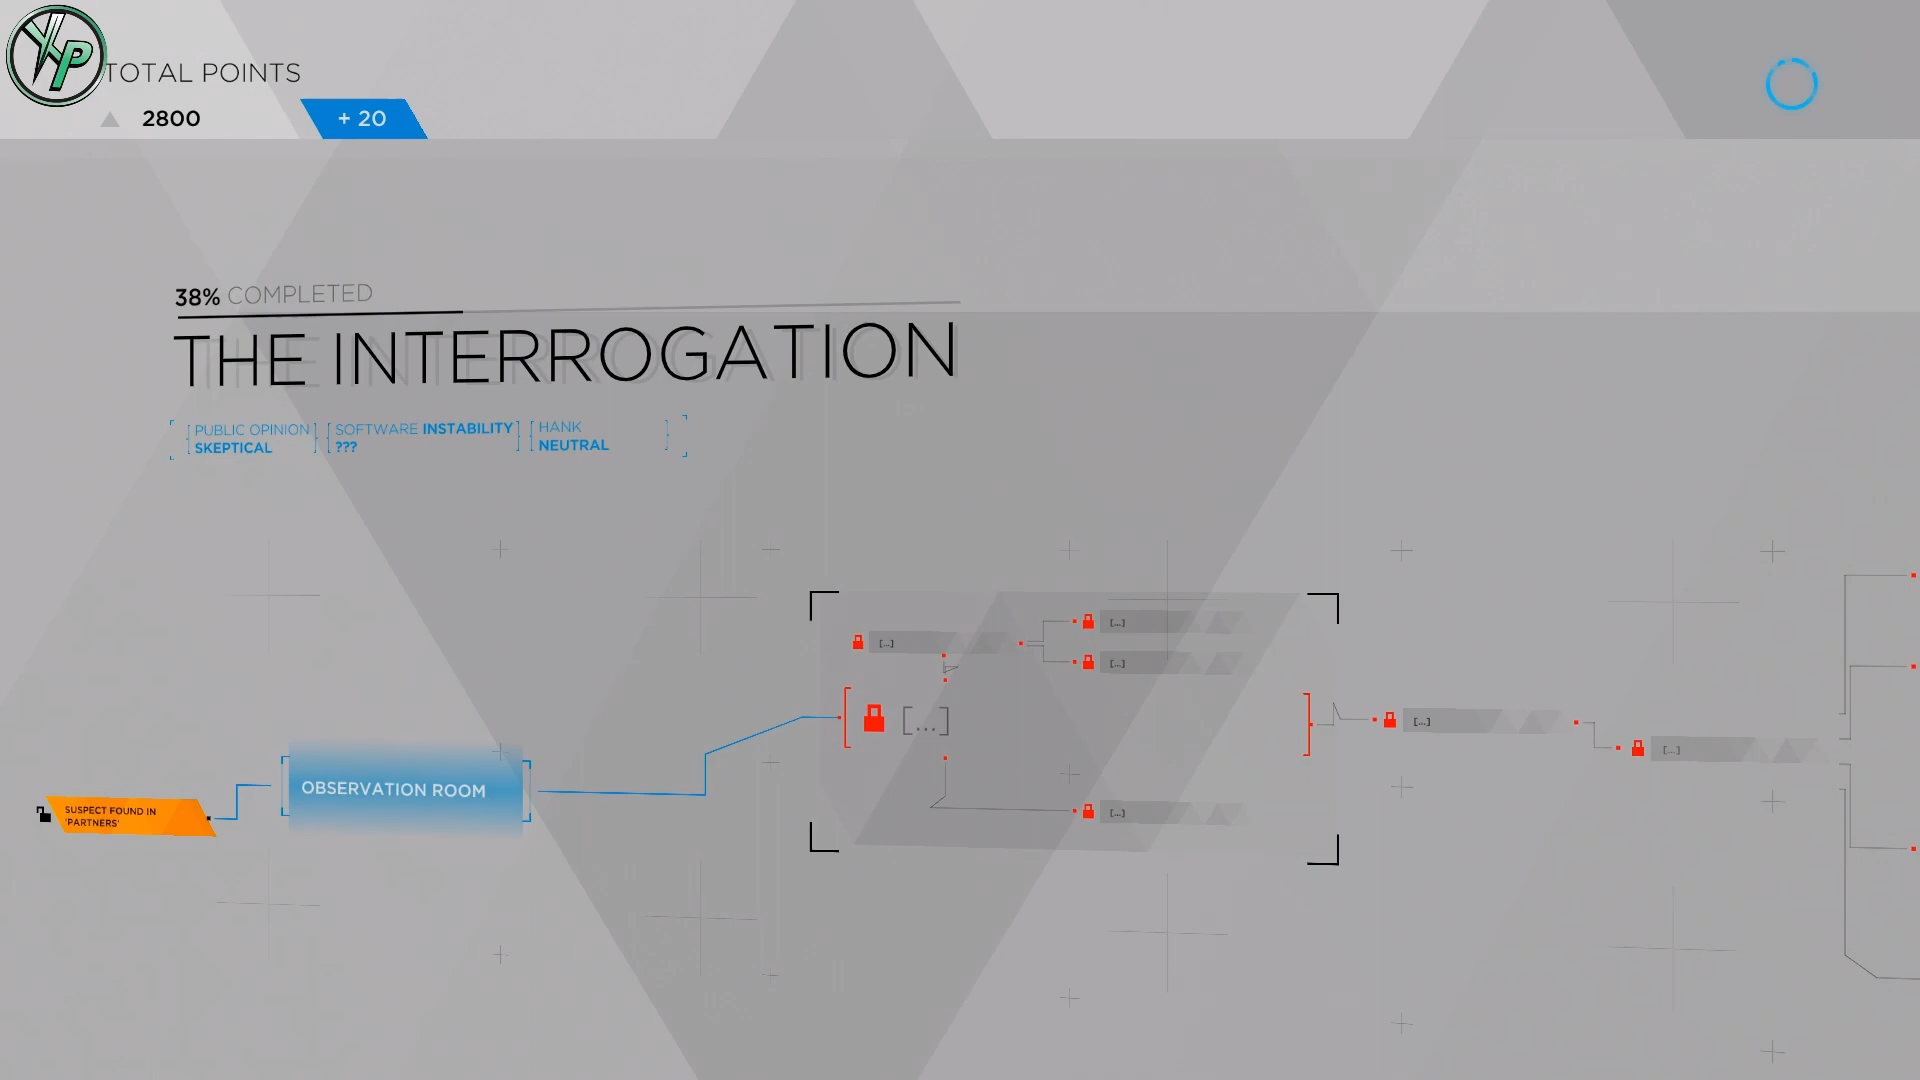 XP
TOTAL POINTS
2800
+ 20
38% COMPLETED
THE INTERROGATION
PUBLIC OPINION
SKEPTICAL
SOFTWARE INSTABILITY
???
HANK
NEUTRAL
[...]
[...]
[...]
[...]
[...]
[...]
OBSERVATION ROOM
SUSPECT FOUND IN
'PARTNERS'
[...]